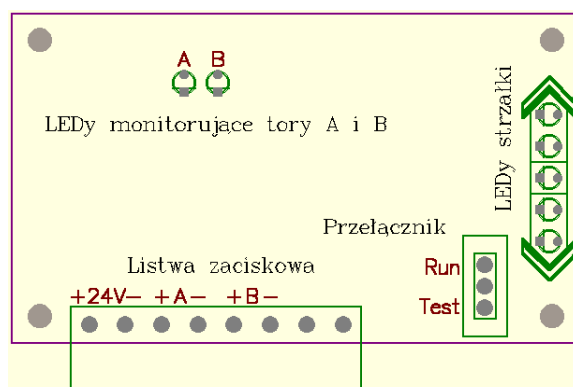 A B
LEDy monitorujące tory A i B
LEDy strzałki
Przełącznik
Run
Test
Listwa zaciskowa
+24V- +A- +B-